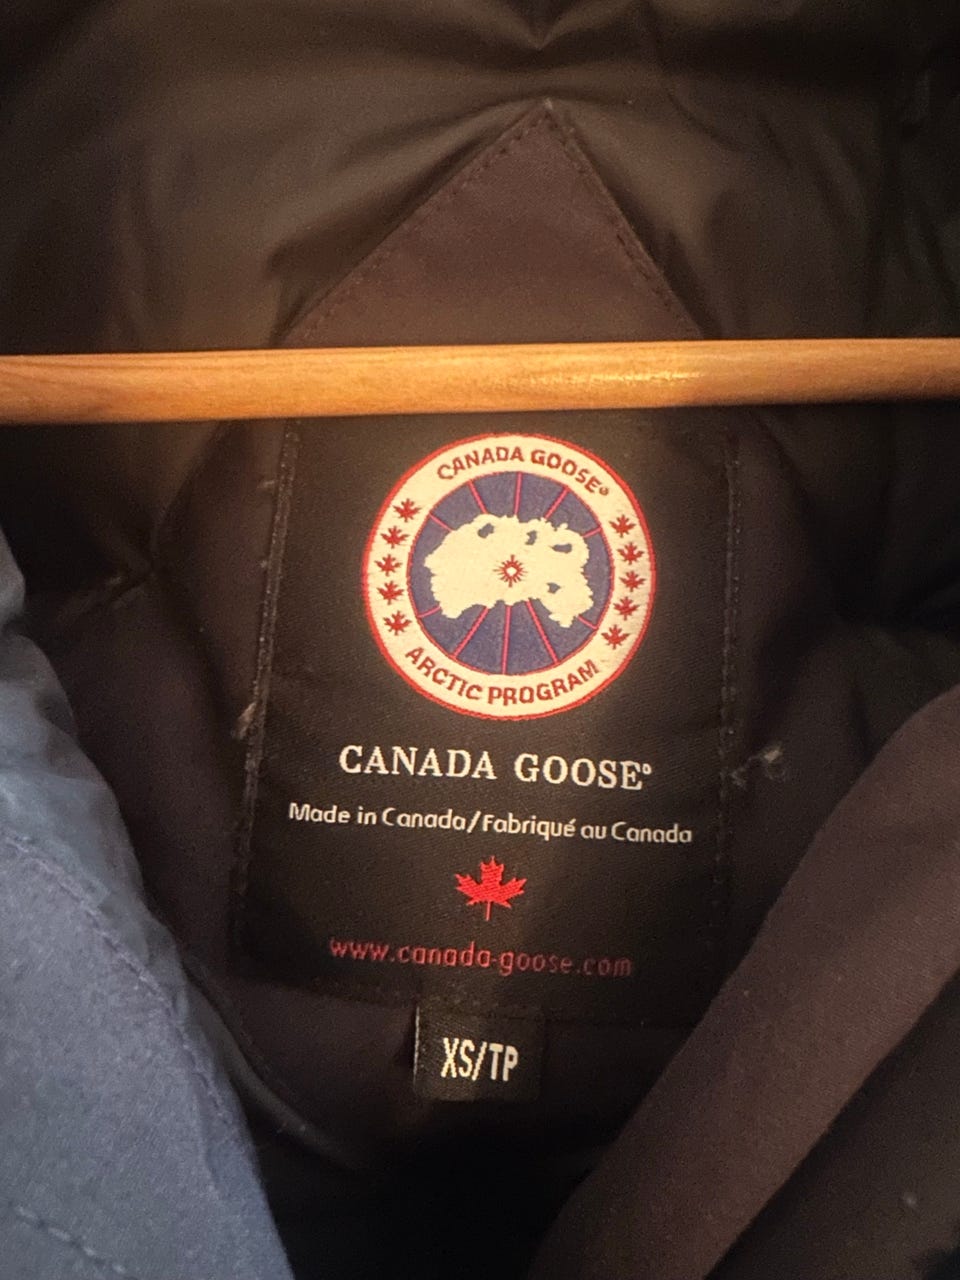 CANADA GOOSE®
ARCTIC PROGRAM
CANADA GOOSE®
Made in Canada/Fabriqué au Canada
www.canada-goose.com
XS/TP